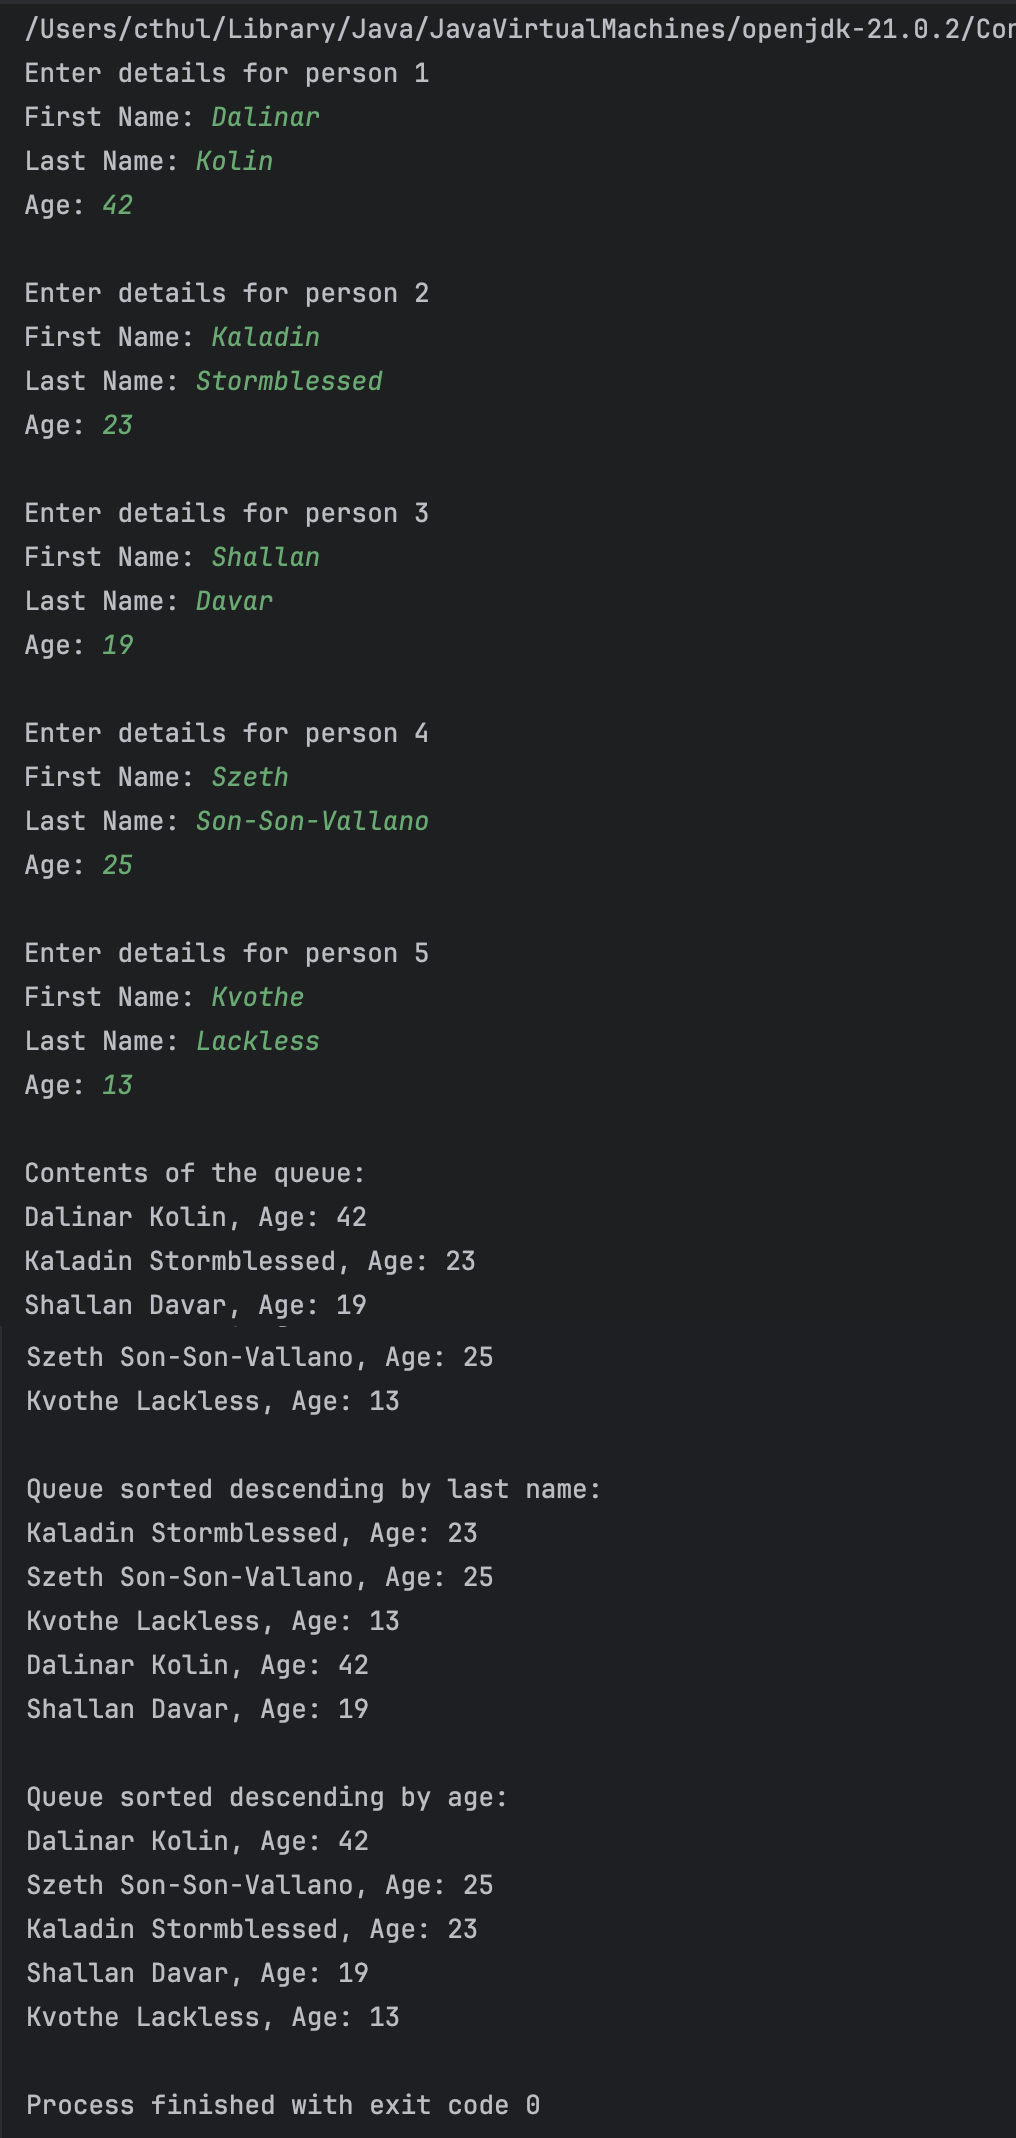 /Users/cthul/Library/Java/JavaVirtualMachines/openjdk-21.0.2/Con
Enter details for person 1
First Name: Dalinar
Last Name: Kolin
Age: 42
Enter details for person 2
First Name: Kaladin
Last Name: Stormblessed
Age: 23
Enter details for person 3
First Name: Shallan
Last Name: Davar
Age: 19
Enter details for person 4
First Name: Szeth
Last Name: Son-Son-Vallano
Age: 25
Enter details for person 5
First Name: Kvothe
Last Name: Lackless
Age: 13
Contents of the queue:
Dalinar Kolin, Age: 42
Kaladin Stormblessed, Age: 23
Shallan Davar, Age: 19
Szeth Son-Son-Vallano, Age: 25
Kvothe Lackless, Age: 13
Queue sorted descending by last name:
Kaladin Stormblessed, Age: 23
Szeth Son-Son-Vallano, Age: 25
Kvothe Lackless, Age: 13
Dalinar Kolin, Age: 42
Shallan Davar, Age: 19
Queue sorted descending by age:
Dalinar Kolin, Age: 42
Szeth Son-Son-Vallano, Age: 25
Kaladin Stormblessed, Age: 23
Shallan Davar, Age: 19
Kvothe Lackless, Age: 13
Process finished with exit code 0